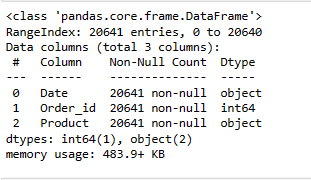 <class 'pandas.core.frame.DataFrame'>
RangeIndex: 20641 entries, 0 to 20640
Data columns (total 3 columns):
 #   Column    Non-Null Count  Dtype
---  ------    --------------  -----
 0   Date      20641 non-null  object
 1   Order_id  20641 non-null  int64
 2   Product   20641 non-null  object
dtypes: int64(1), object(2)
memory usage: 483.9+ KB